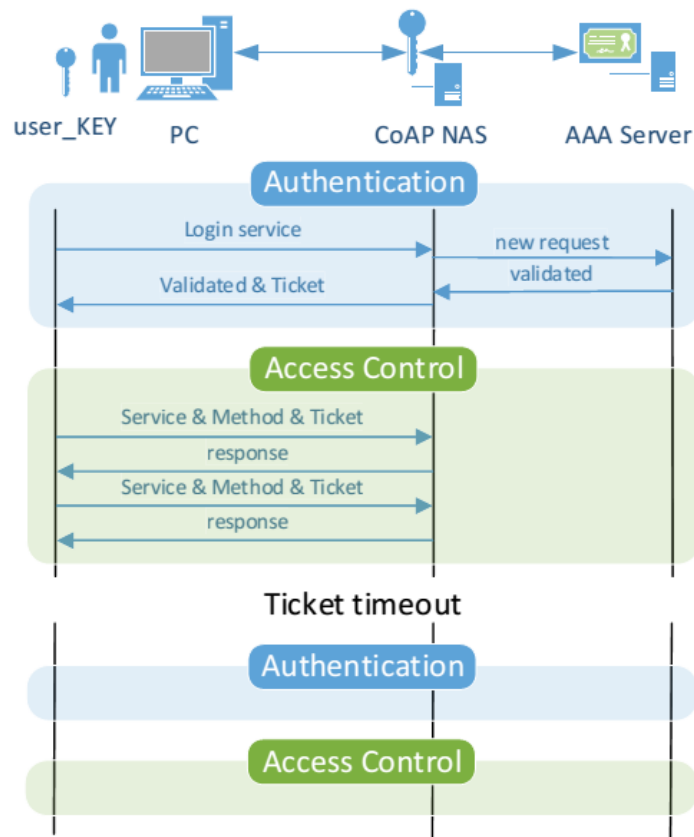 user_KEY
PC
CoAP NAS
AAA Server
Authentication
Login service
new request
validated
Validated & Ticket
Access Control
Service & Method & Ticket
response
Service & Method & Ticket
response
Ticket timeout
Authentication
Access Control